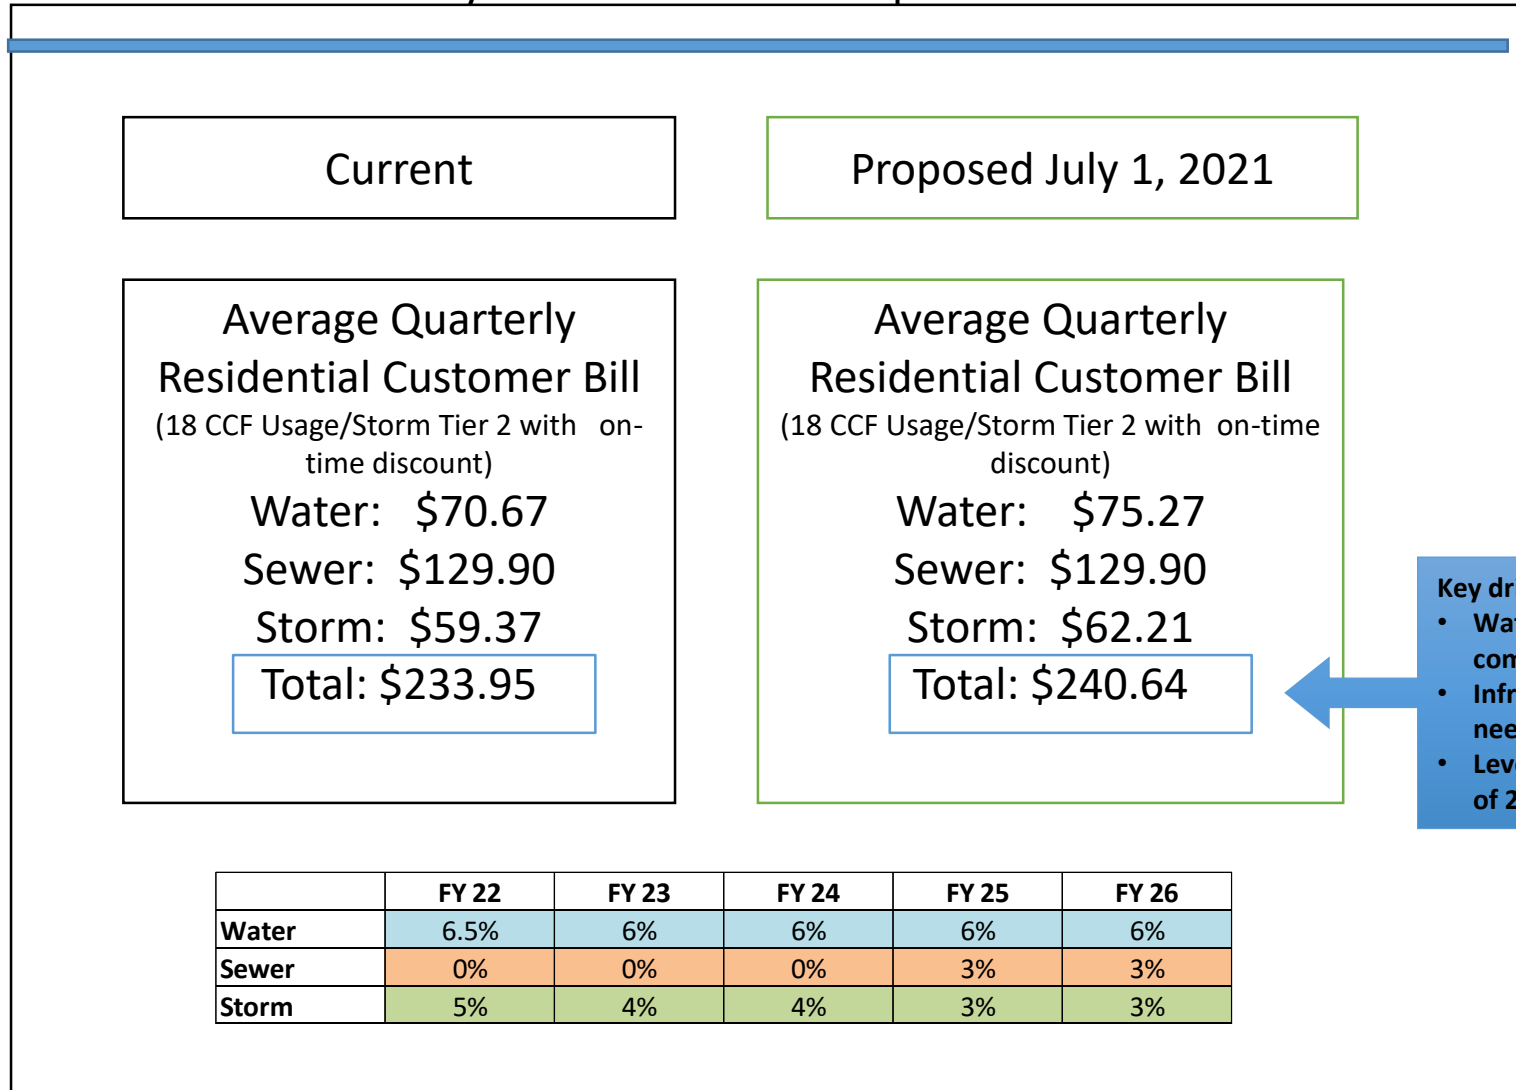 Current
Proposed July 1, 2021
Average Quarterly
Residential Customer Bill
(18 CCF Usage/Storm Tier 2 with on-
time discount)
Water: $70.67
Sewer: $129.90
Storm: $59.37
Total: $233.95
Average Quarterly
Residential Customer Bill
(18 CCF Usage/Storm Tier 2 with on-time
discount)
Water: $75.27
Sewer: $129.90
Storm: $62.21
Total: $240.64
Key
•
•
•
of
FY 22 FY 23 FY 24 FY 25 FY 26
Water 6.5% 6% 6% 6% 6%
Sewer 0% 0% 0% 3% 3%
Storm 5% 4% 4% 3% 3%